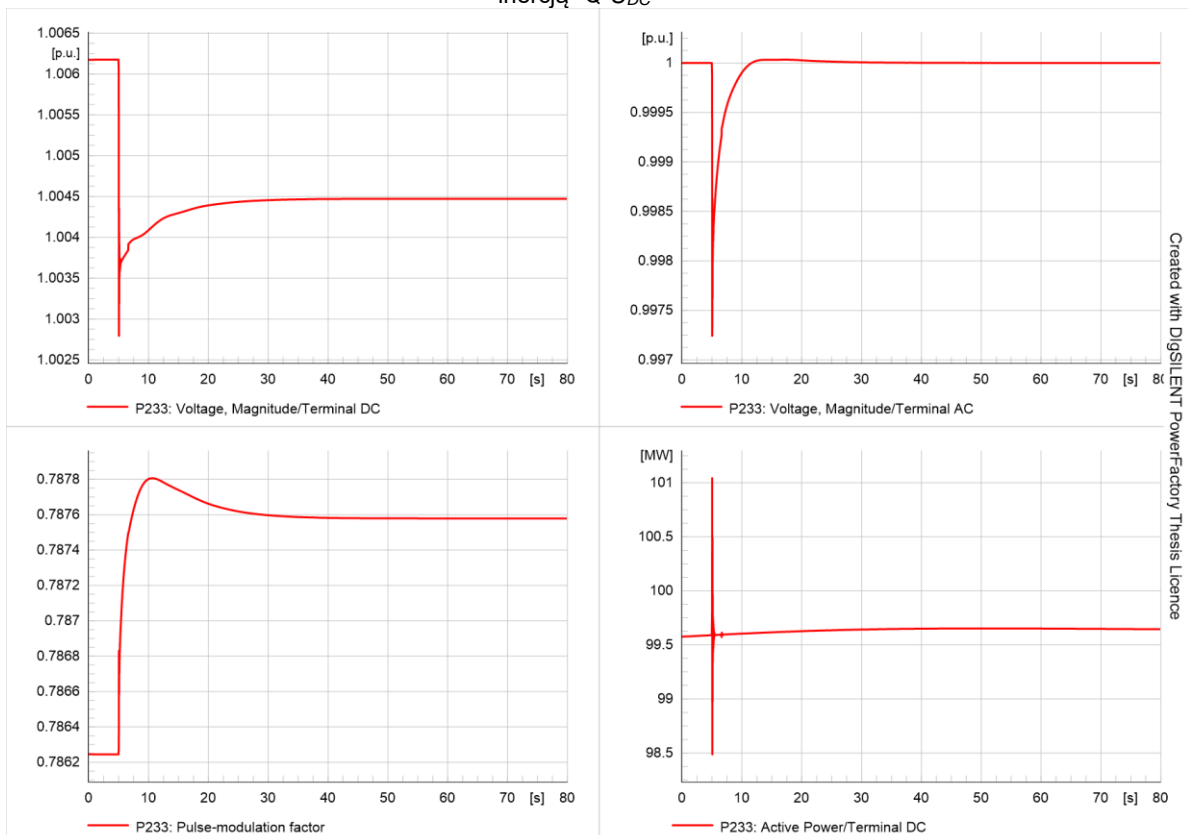 inercją "Q-UDC"
1.0065
[p.u.]
1.006
1.0055
1.005
1.0045
1.004
1.0035
1.003
1.0025
0 10 20 30 40 50 60 70 [s] 80
P233: Voltage, Magnitude/Terminal DC
[p.u.]
1
0.9995
0.999
0.9985
0.998
0.9975
0.997
0 10 20 30 40 50 60 70 [s] 80
P233: Voltage, Magnitude/Terminal AC
0.7878
0.7876
0.7874
0.7872
0.787
0.7868
0.7866
0.7864
0.7862
0 10 20 30 40 50 60 70 [s] 80
P233: Pulse-modulation factor
[MW]
101
100.5
100
99.5
99
98.5
0 10 20 30 40 50 60 70 [s] 80
P233: Active Power/Terminal DC
Created with DIgSILENT PowerFactory Thesis Licence